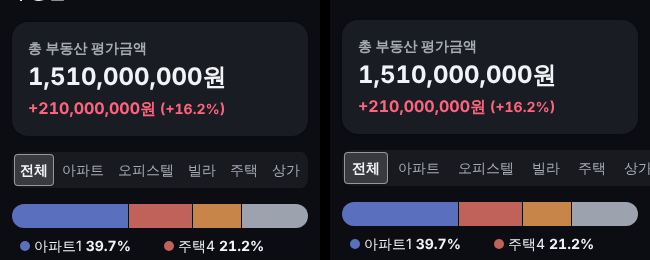 총 부동산 평가금액
1,510,000,000원
+210,000,000원 (+16.2%)
전체 아파트 오피스텔 빌라 주택 상가
아파트1 39.7% 주택4 21.2%
총 부동산 평가금액
1,510,000,000원
+210,000,000원 (+16.2%)
전체 아파트 오피스텔 빌라 주택 상가
아파트1 39.7% 주택4 21.2%